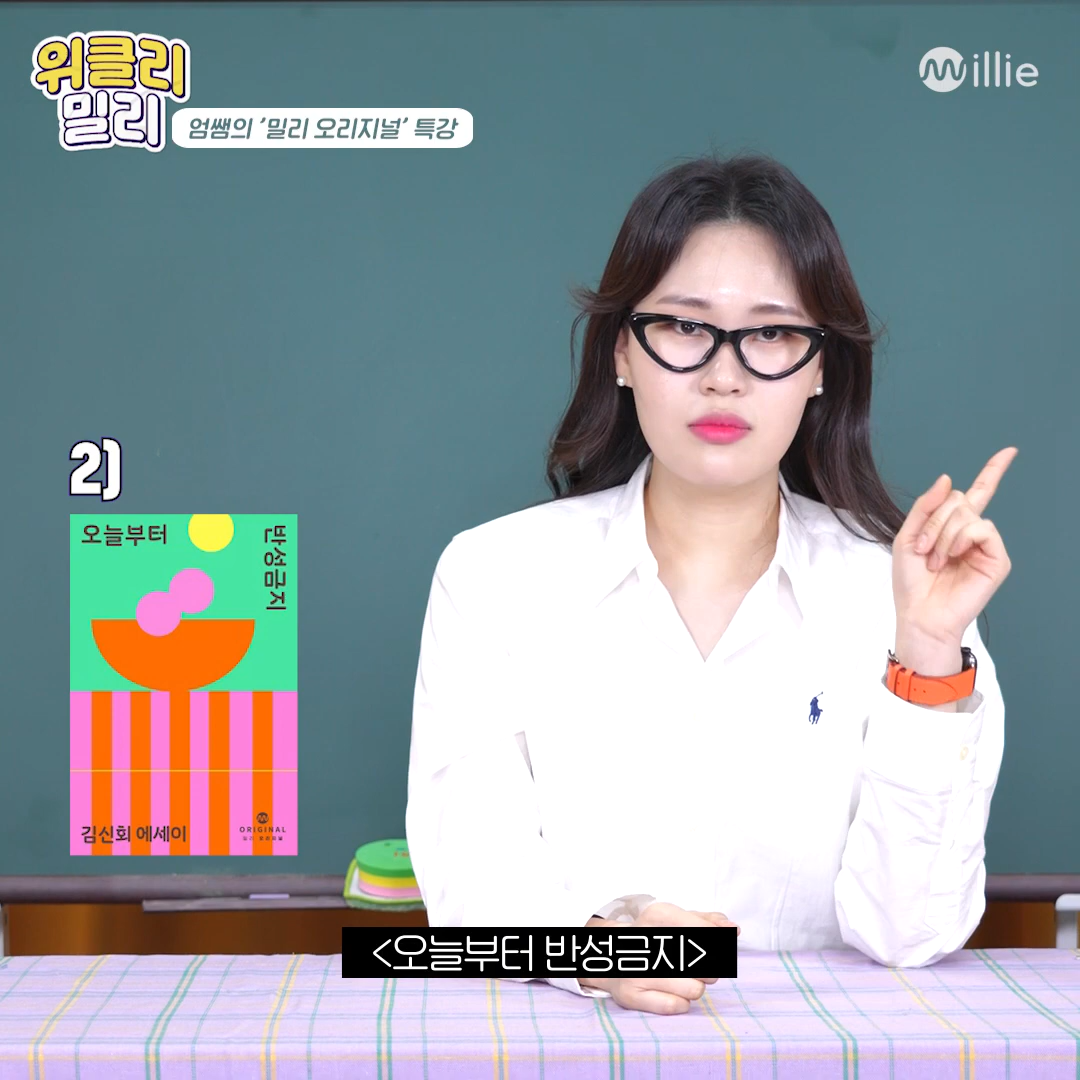 위클리
밀리
엄쌤의 '밀리 오리지널' 특강
Millie
2)
오늘부터
반성금지
김신회 에세이
ORIGINAL
<오늘부터 반성금지>